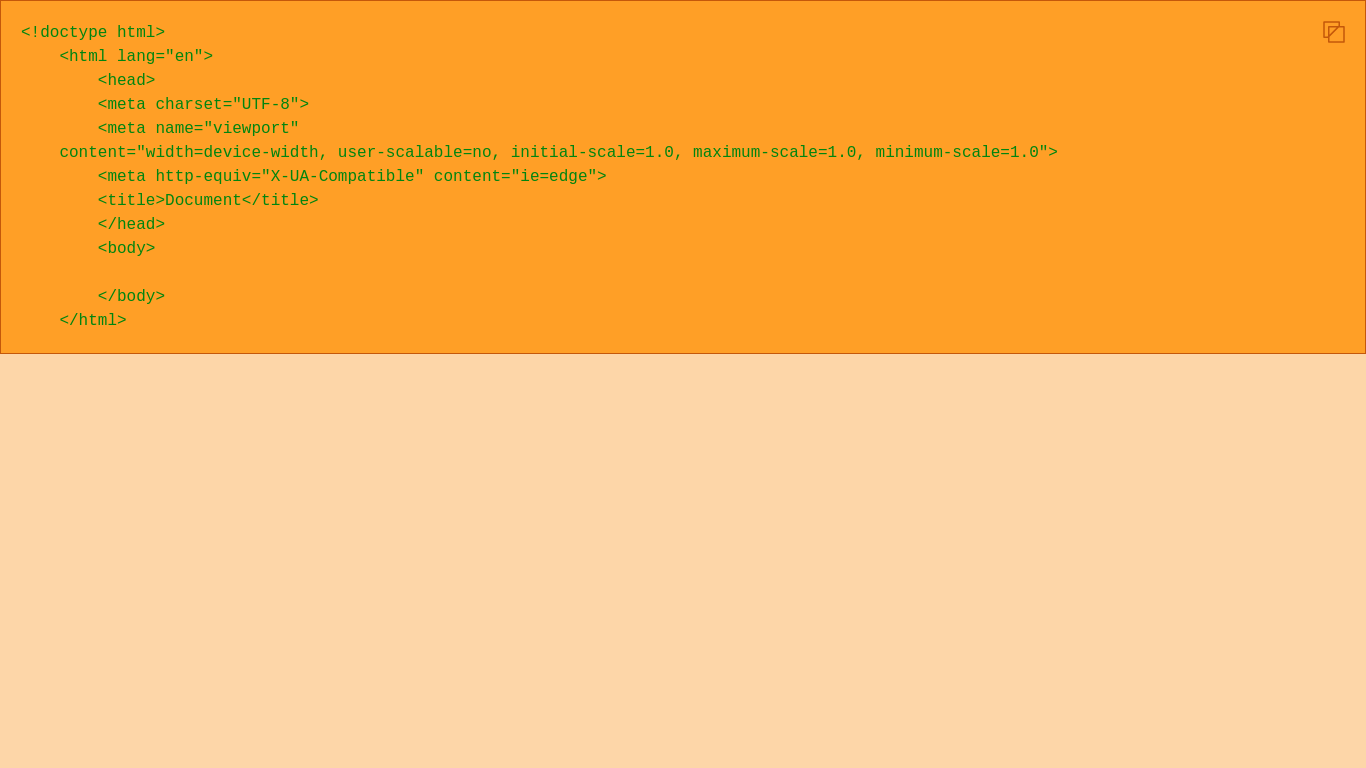 <!doctype html>
<html lang="en">
<head>
<meta charset="UTF-8">
<meta name="viewport"
content="width=device-width, user-scalable=no, initial-scale=1.0, maximum-scale=1.0, minimum-scale=1.0">
<meta http-equiv="X-UA-Compatible" content="ie=edge">
<title>Document</title>
</head>
<body>
</body>
</html>